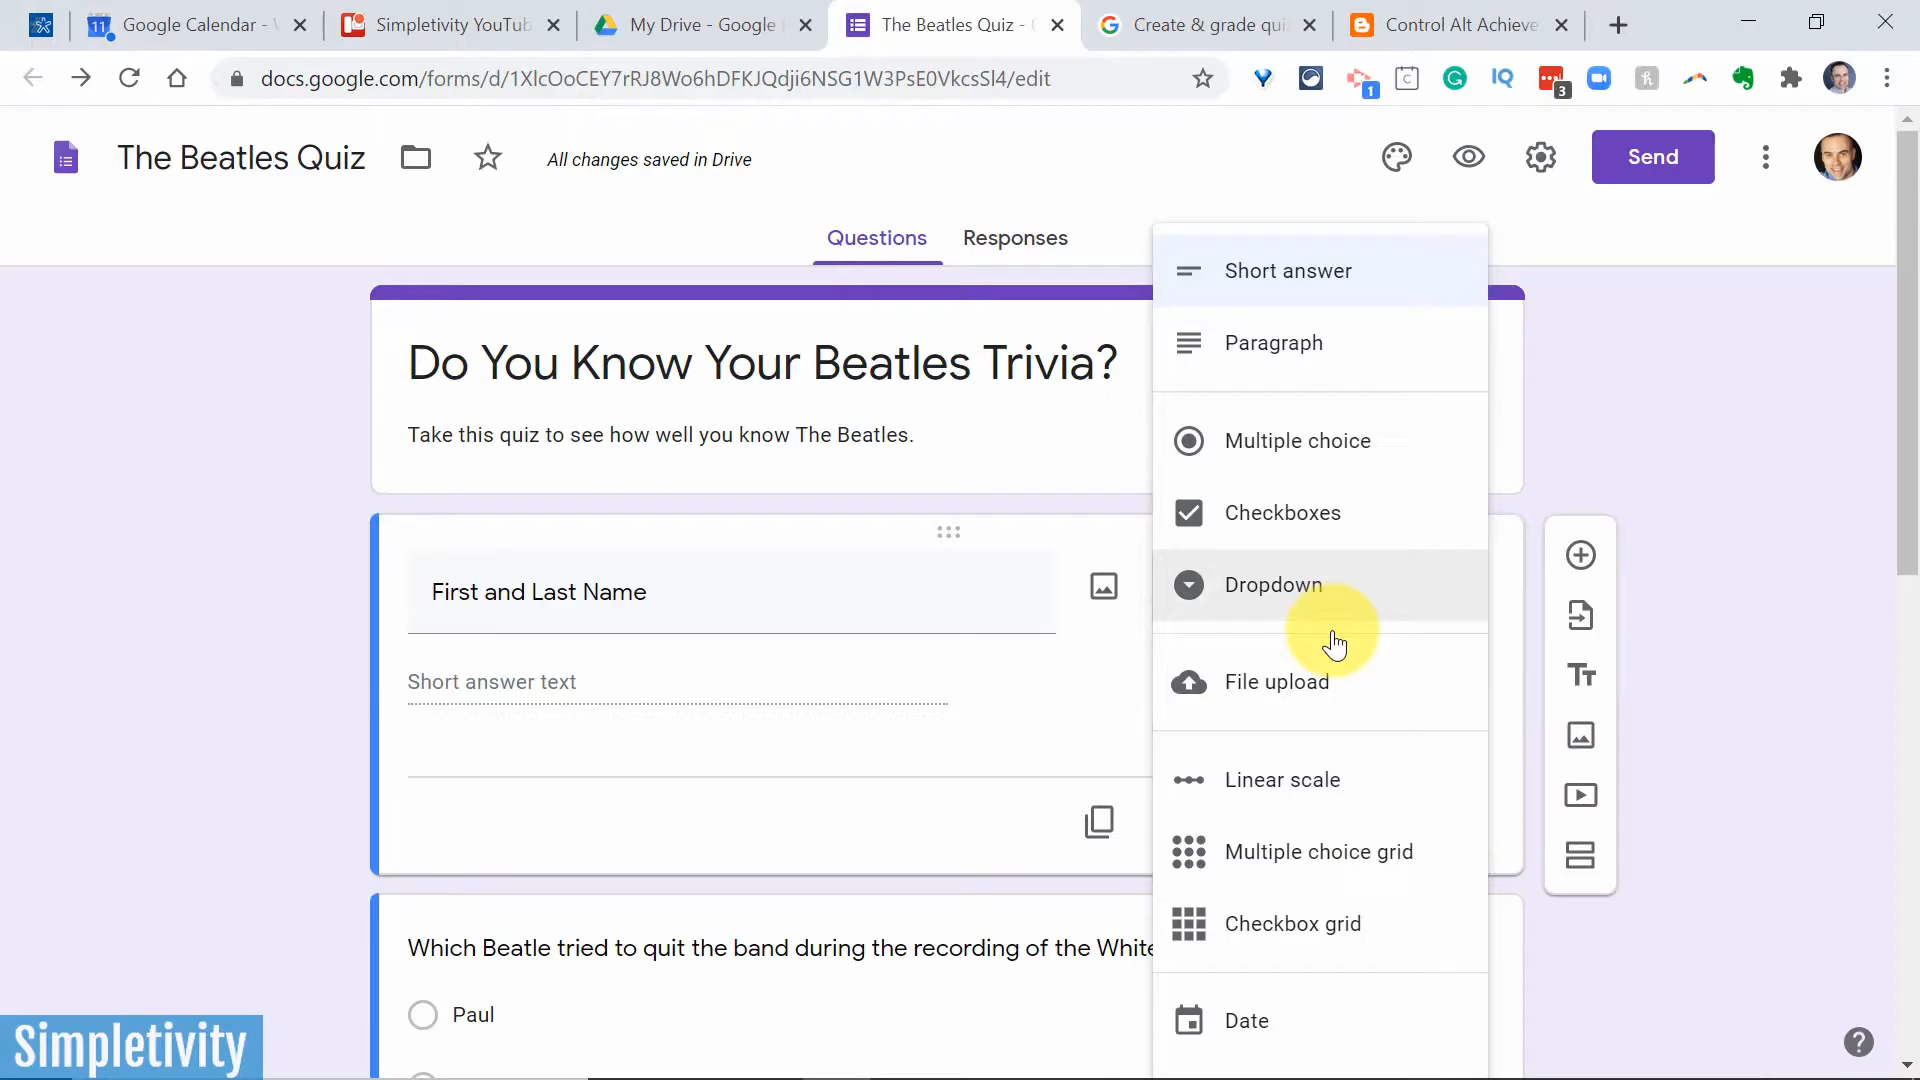 Google Calendar -
Simpletivity YouTub
My Drive - Google
The Beatles Quiz -
Create & grade qui
Control Alt Achieve
docs.google.com/forms/d/1XlcOoCEY7rRJ8Wo6hDFKJQdji6NSG1W3PsE0VkcsSl4/edit
1
3
The Beatles Quiz
All changes saved in Drive
Send
Questions
Responses
Do You Know Your Beatles Trivia?
Take this quiz to see how well you know The Beatles.
First and Last Name
Short answer text
Which Beatle tried to quit the band during the recording of the White
Paul
Short answer
Paragraph
Multiple choice
Checkboxes
Dropdown
File upload
Linear scale
Multiple choice grid
Checkbox grid
Date
Simpletivity